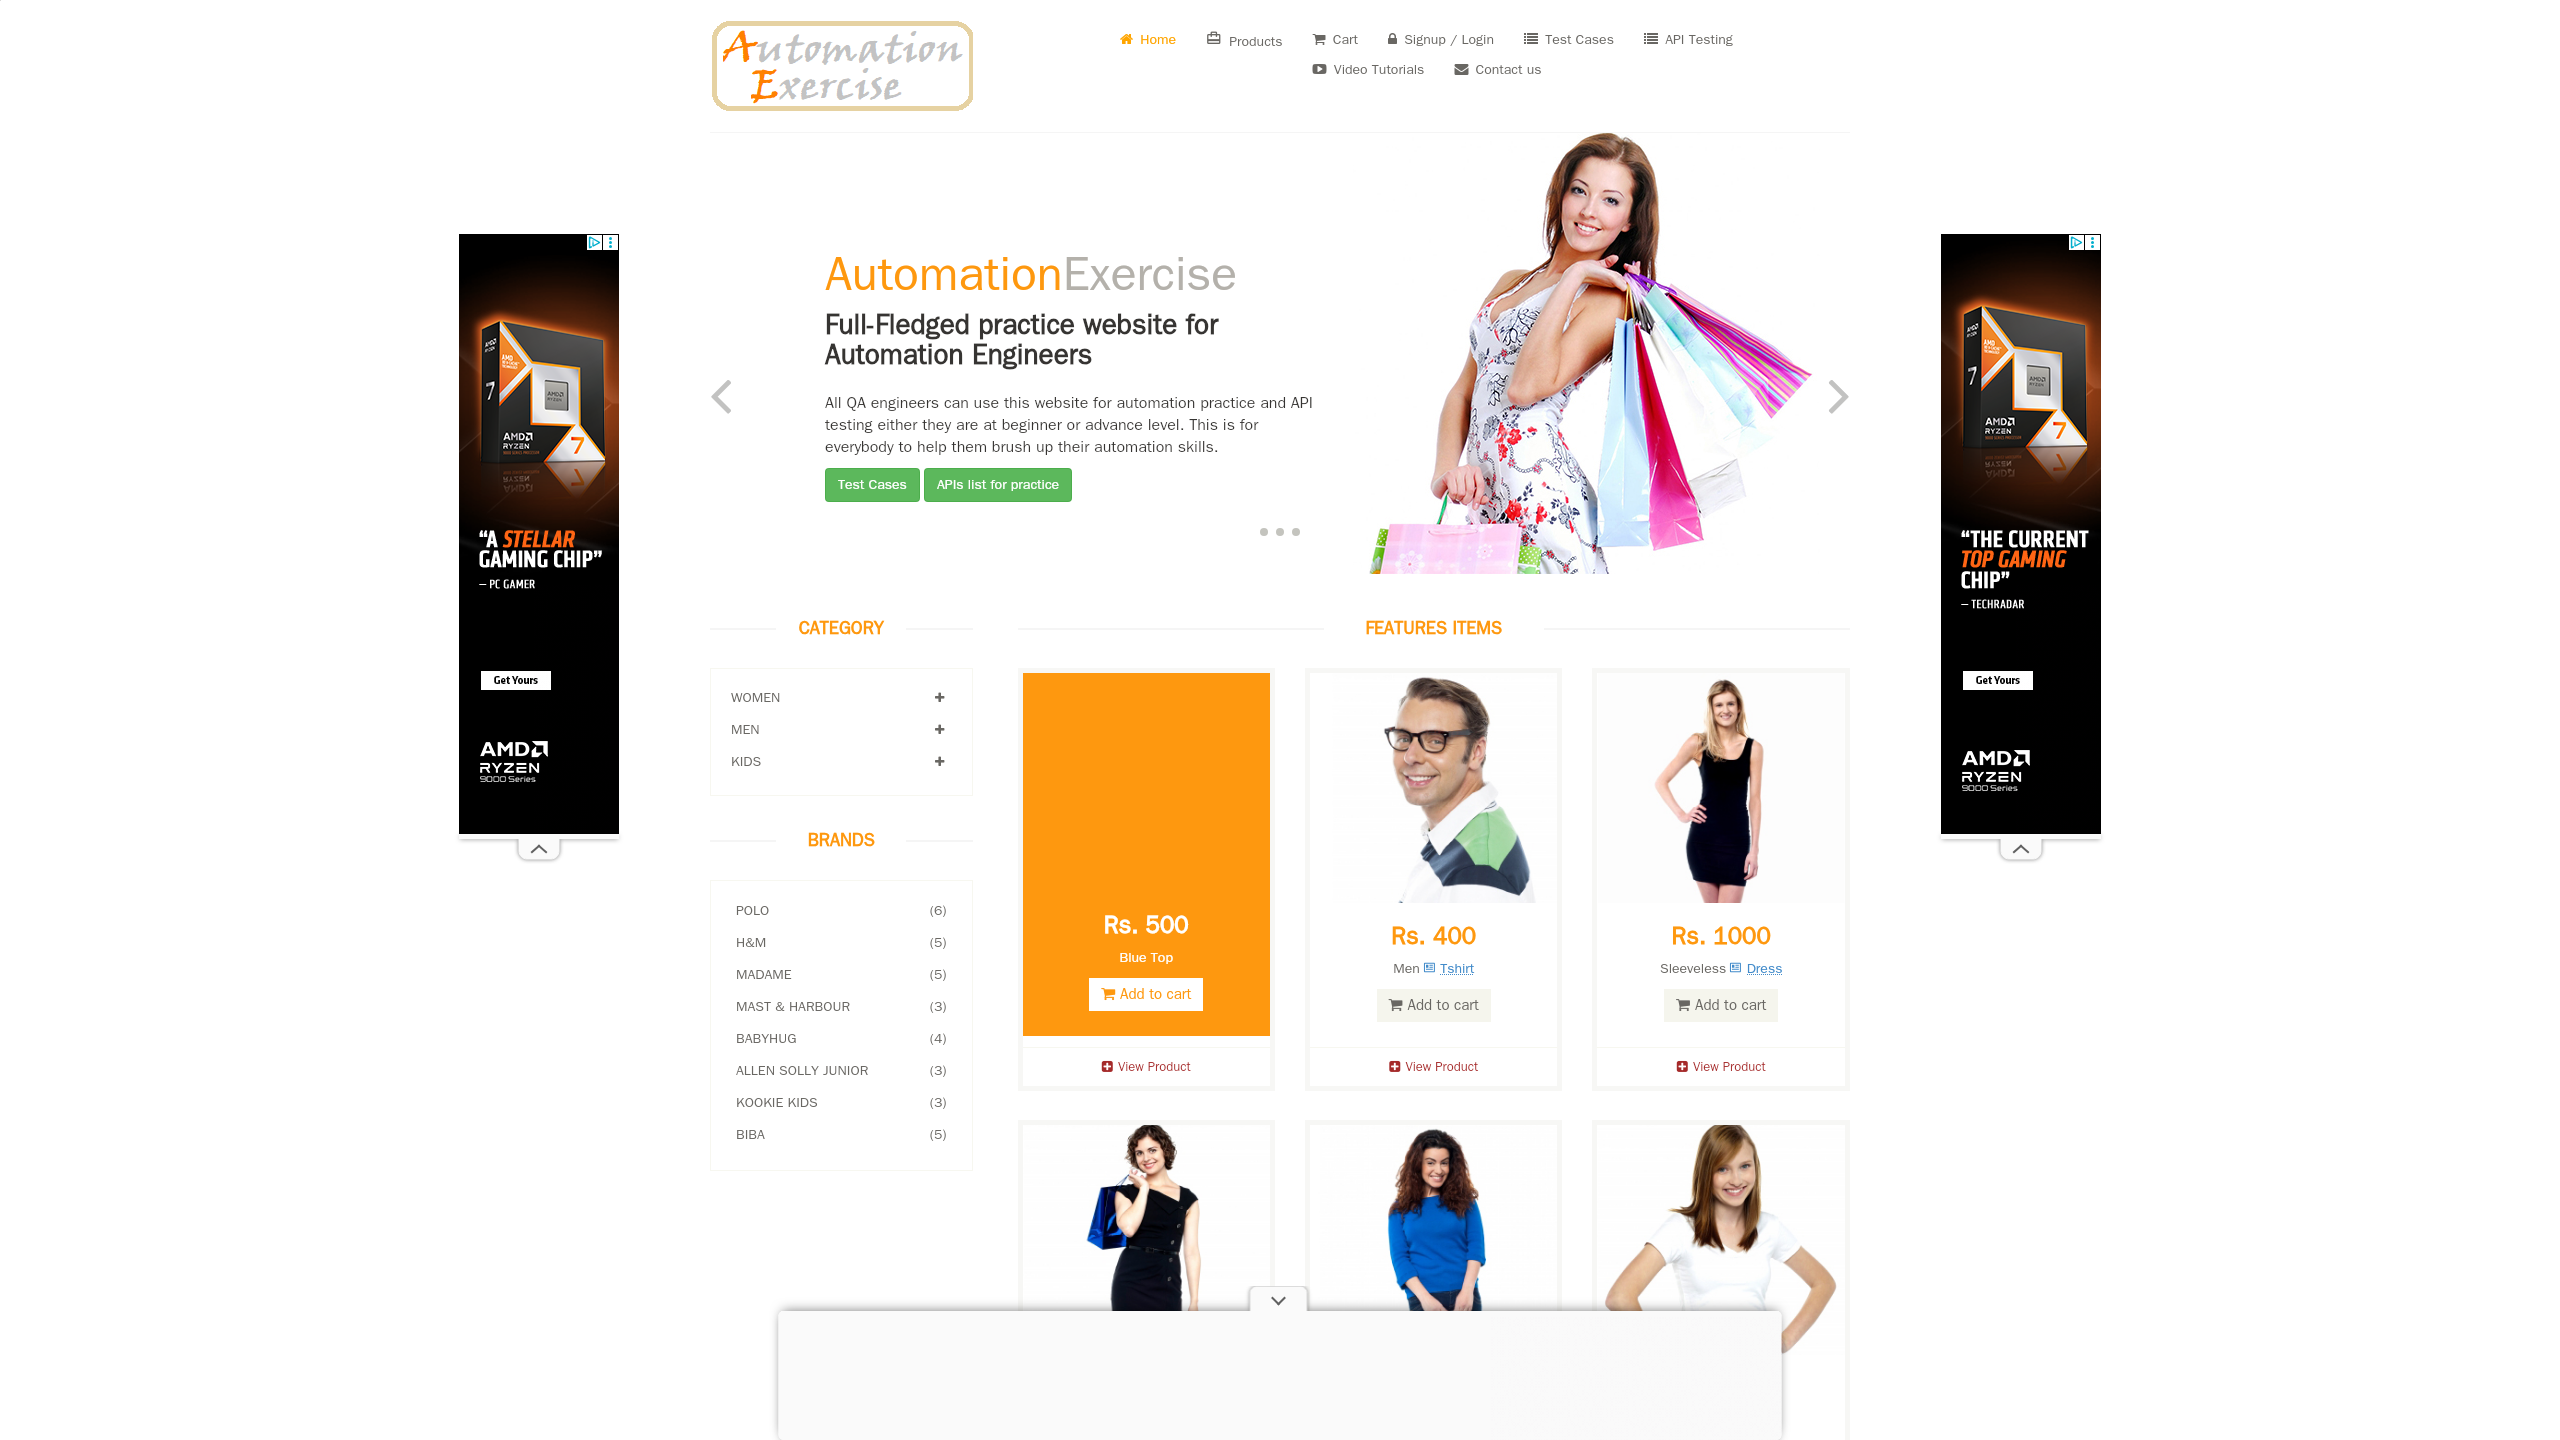 Automation
Exercise
Home
Products
Cart
Signup / Login
Test Cases
API Testing
Video Tutorials
Contact us
AutomationExercise
Full-Fledged practice website for
Automation Engineers
All QA engineers can use this website for automation practice and API
testing either they are at beginner or advance level. This is for
everybody to help them brush up their automation skills.
Test Cases
APIs list for practice
AMD
RYZEN
7
"A STELLAR
GAMING CHIP"
– PC GAMER
Get Yours
AMD
RYZEN
9000 Series
AMD
RYZEN
7
"THE CURRENT
TOP GAMING
CHIP"
– TECHRADAR
Get Yours
AMD
RYZEN
9000 Series
CATEGORY
WOMEN
MEN
KIDS
BRANDS
POLO (6)
H&M (5)
MADAME (5)
MAST & HARBOUR (3)
BABYHUG (4)
ALLEN SOLLY JUNIOR (3)
KOOKIE KIDS (3)
BIBA (5)
FEATURES ITEMS
Rs. 500
Blue Top
Add to cart
View Product
Rs. 400
Men Tshirt
Add to cart
View Product
Rs. 1000
Sleeveless Dress
Add to cart
View Product